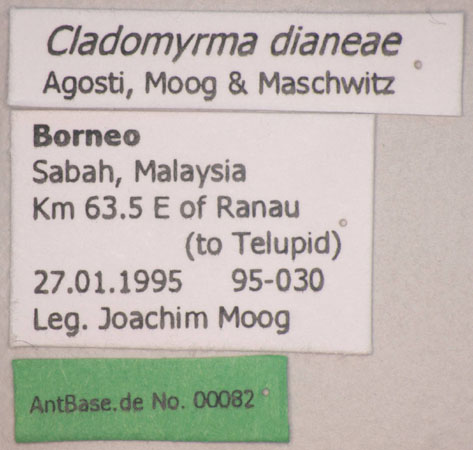 Cladomyrma dianeae
Agosti, Moog & Maschwitz
Borneo
Sabah, Malaysia
Km 63.5 E of Ranau
(to Telupid)
27.01.1995 95-030
Leg. Joachim Moog
AntBase.de No. 00082